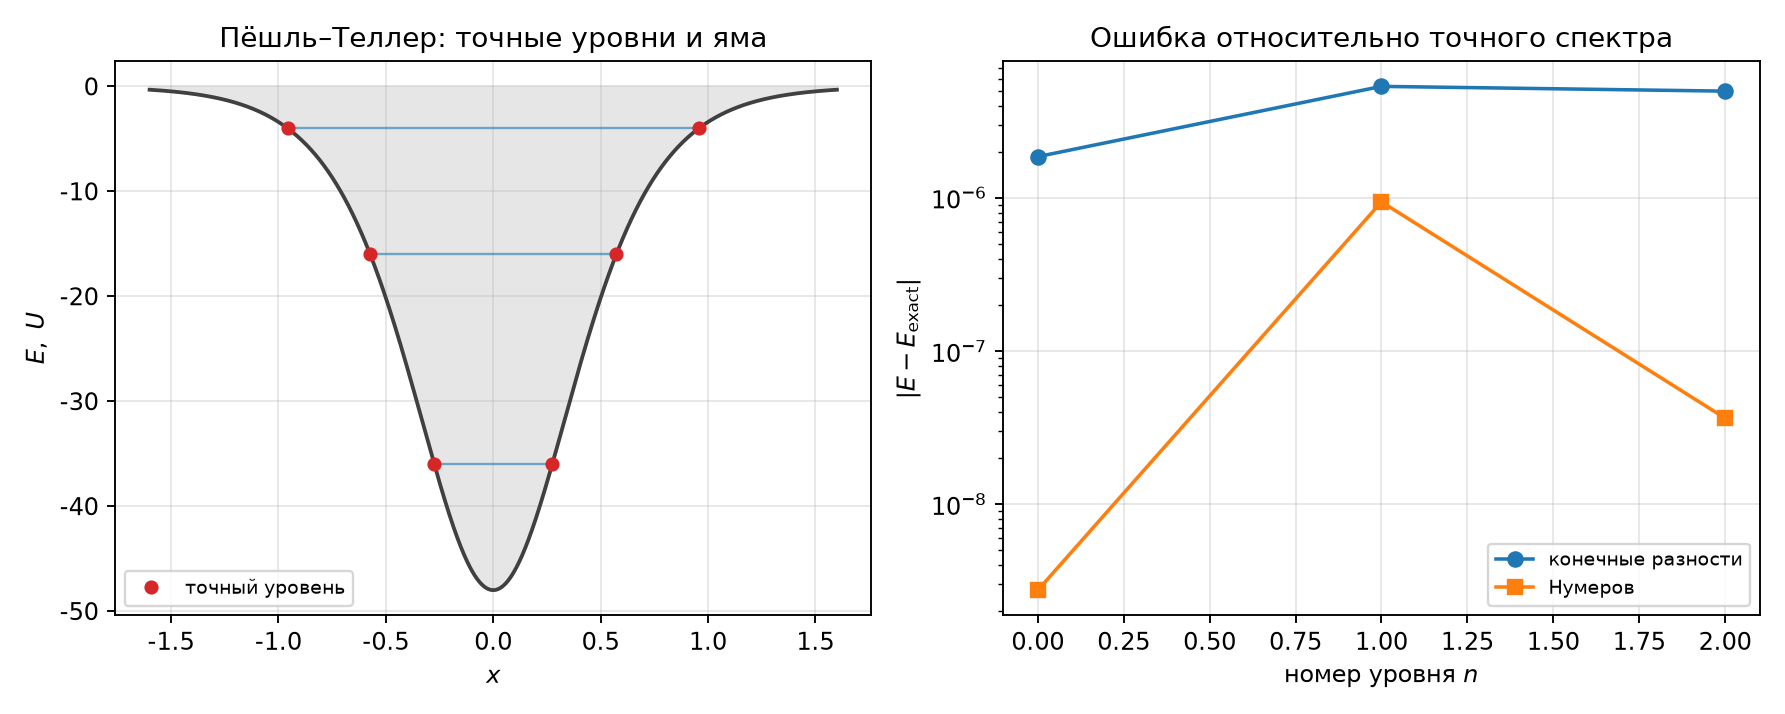 Пёшль–Теллер: точные уровни и яма
E, U
0
-10
-20
-30
-40
-50
точный уровень
-1.5 -1.0 -0.5 0.0 0.5 1.0 1.5
x
Ошибка относительно точного спектра
|E − E_exact|
10⁻⁶
10⁻⁷
10⁻⁸
конечные разности
Нумеров
0.00 0.25 0.50 0.75 1.00 1.25 1.50 1.75 2.00
номер уровня n